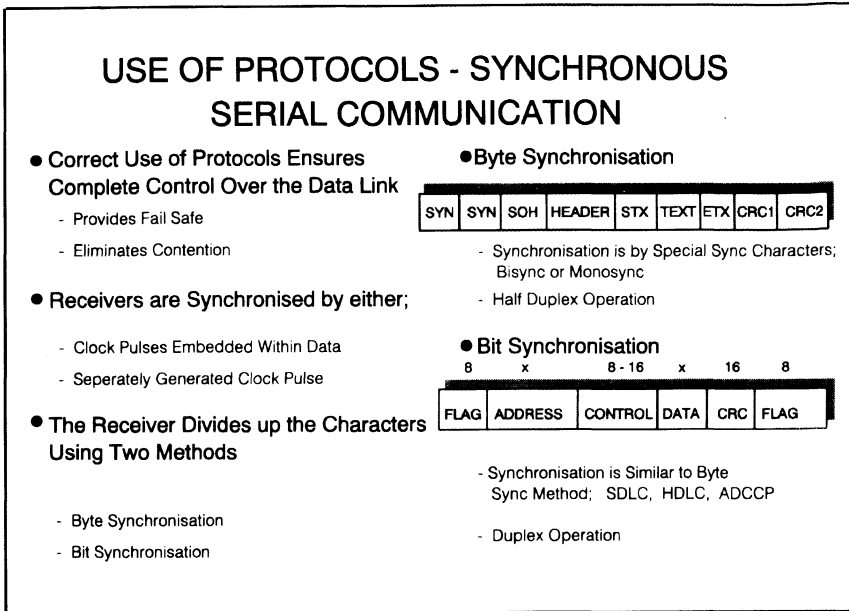 USE OF PROTOCOLS - SYNCHRONOUS
SERIAL COMMUNICATION
● Correct Use of Protocols Ensures
Complete Control Over the Data Link
- Provides Fail Safe
- Eliminates Contention
● Receivers are Synchronised by either;
- Clock Pulses Embedded Within Data
- Seperately Generated Clock Pulse
● The Receiver Divides up the Characters
Using Two Methods
- Byte Synchronisation
- Bit Synchronisation
● Byte Synchronisation
SYN SYN SOH HEADER STX TEXT ETX CRC1 CRC2
- Synchronisation is by Special Sync Characters;
Bisync or Monosync
- Half Duplex Operation
● Bit Synchronisation
8 x 8 - 16 x 16 8
FLAG ADDRESS CONTROL DATA CRC FLAG
- Synchronisation is Similar to Byte
Sync Method; SDLC, HDLC, ADCCP
- Duplex Operation